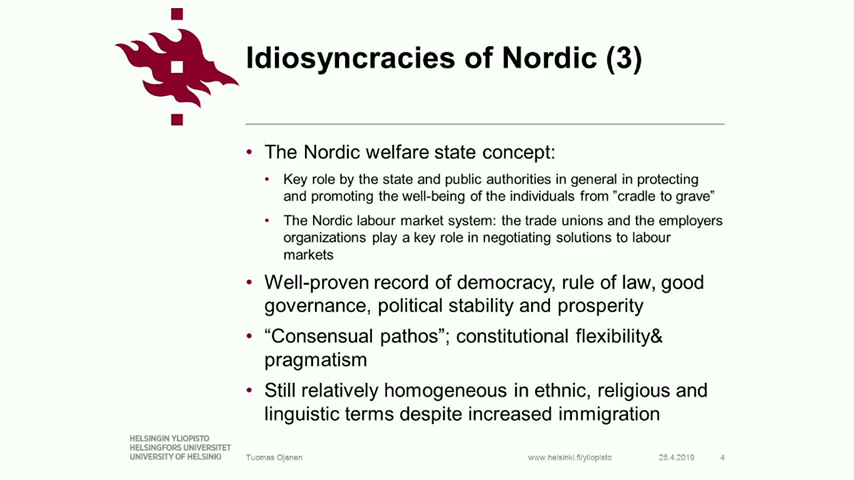 Idiosyncracies of Nordic (3)
• The Nordic welfare state concept:
• Key role by the state and public authorities in general in protecting
and promoting the well-being of the individuals from ”cradle to grave”
• The Nordic labour market system: the trade unions and the employers
organizations play a key role in negotiating solutions to labour
markets
• Well-proven record of democracy, rule of law, good
governance, political stability and prosperity
• “Consensual pathos”; constitutional flexibility&
pragmatism
• Still relatively homogeneous in ethnic, religious and
linguistic terms despite increased immigration
HELSINGIN YLIOPISTO
HELSINGFORS UNIVERSITET
UNIVERSITY OF HELSINKI
Tuomas Ojanen
www.helsinki.fi/yliopisto
25.4.2019
4